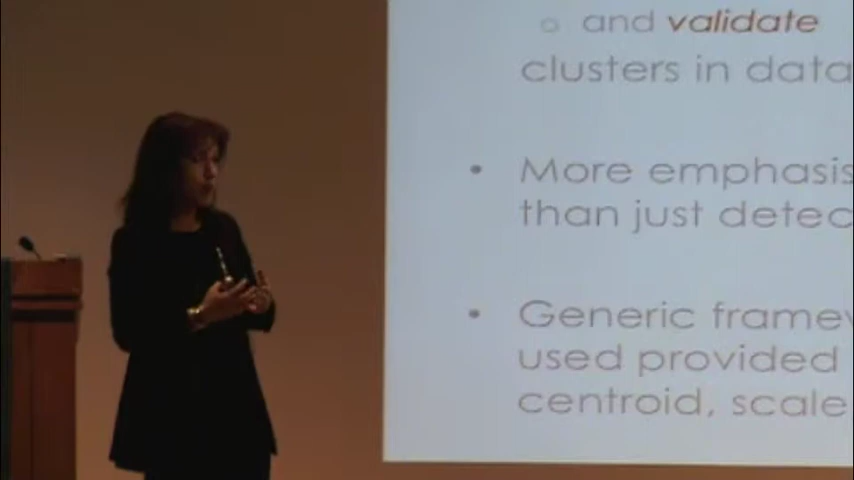 ○ and validate
clusters in data
• More emphasis
than just detec
• Generic framew
used provided
centroid, scale